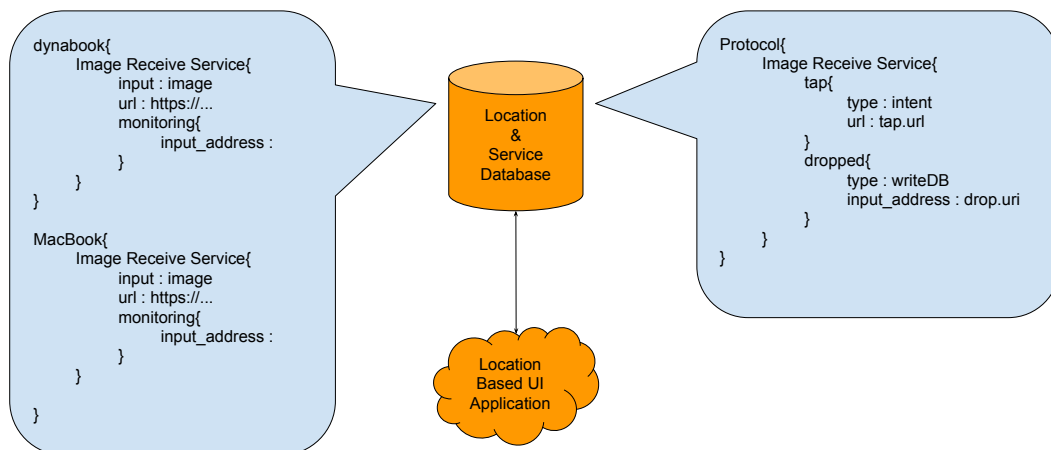 dynabook{
Image Receive Service{
input : image
url : https://...
monitoring{
input_address :
}
}
}
MacBook{
Image Receive Service{
input : image
url : https://...
monitoring{
input_address :
}
}
}
Location
&
Service
Database
Location
Based UI
Application
Protocol{
Image Receive Service{
tap{
type : intent
url : tap.url
}
dropped{
type : writeDB
input_address : drop.uri
}
}
}